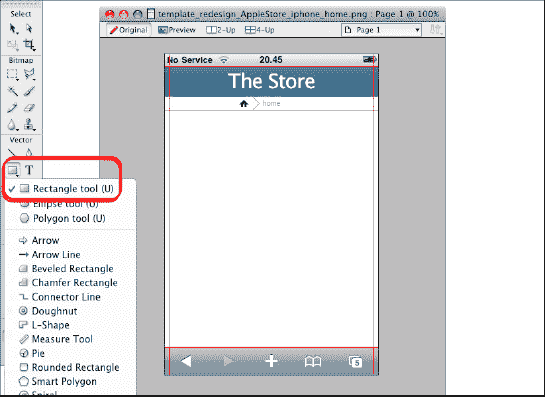 Select
Bitmap
Vector
T
Rectangle tool (U)
Ellipse tool (U)
Polygon tool (U)
Arrow
Arrow Line
Beveled Rectangle
Chamfer Rectangle
Connector Line
Doughnut
L-Shape
Measure Tool
Pie
Rounded Rectangle
Smart Polygon
Spiral
template_redesign_AppleStore_iphone_home.png : Page 1 @ 100%
Original Preview 2-Up 4-Up Page 1
No Service 20.45
The Store
home
5